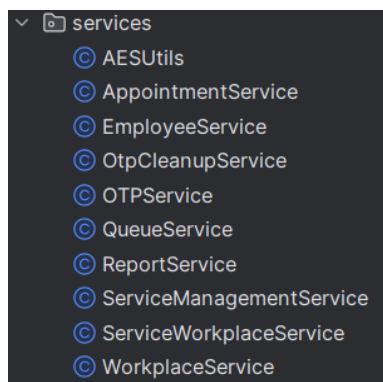 services
AESUtils
AppointmentService
EmployeeService
OtpCleanupService
OTPService
QueueService
ReportService
ServiceManagementService
ServiceWorkplaceService
WorkplaceService